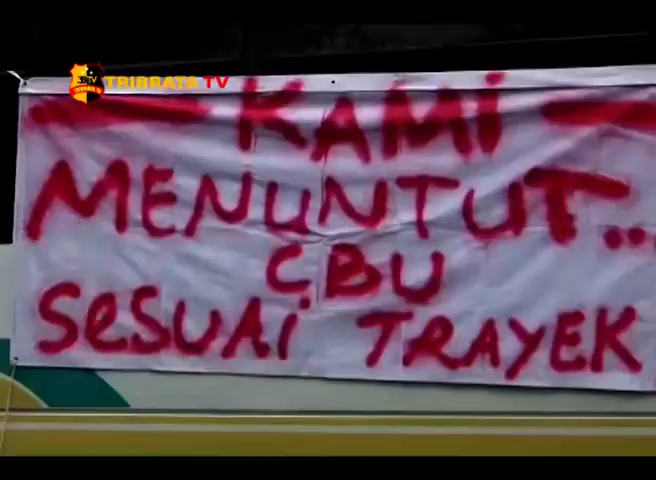 TRIBRATA TV
KAMI
MENUNTUT...
CBU
SESUAi TRAYEK